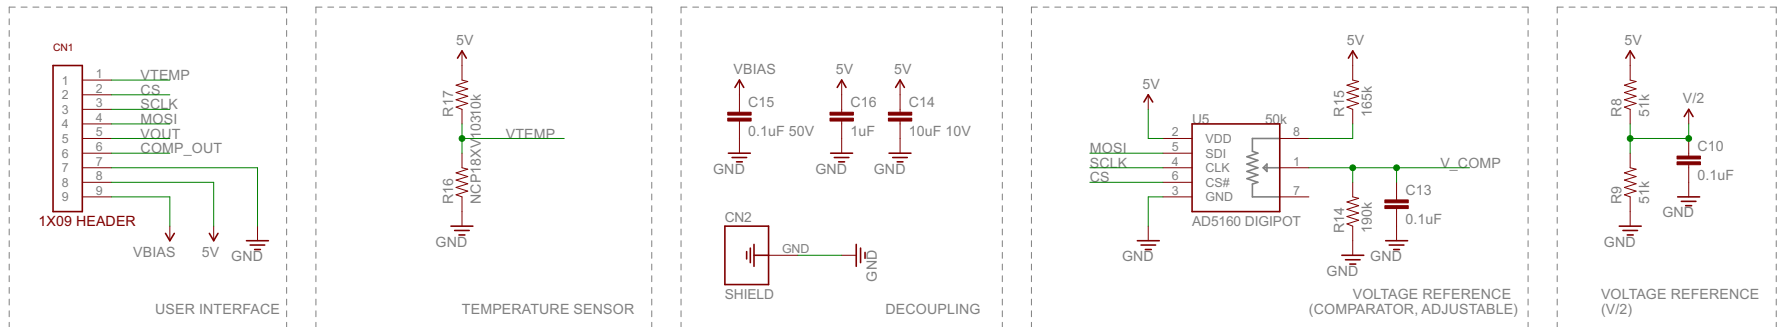 CN1
1 1 VTEMP
2 2 CS
3 3 SCLK
4 4 MOSI
5 5 VOUT
6 6 COMP_OUT
7 7
8 8
9 9
1X09 HEADER
VBIAS 5V GND
USER INTERFACE
5V
R17
10k
VTEMP
R16
NCP18XV103
GND
TEMPERATURE SENSOR
VBIAS 5V 5V
C15 C16 C14
0.1uF 50V 1uF 10uF 10V
GND GND GND
CN2
GND
GND
SHIELD
DECOUPLING
5V
5V
R15
165k
U5 50k
2 VDD 8
MOSI 5 SDI
SCLK 4 CLK 1 V_COMP
CS 6 CS#
3 GND 7
AD5160 DIGIPOT
R14
190k
C13
0.1uF
GND
GND
GND
VOLTAGE REFERENCE
(COMPARATOR, ADJUSTABLE)
5V
R8
51k
V/2
C10
0.1uF
R9
51k
GND
GND
VOLTAGE REFERENCE
(V/2)